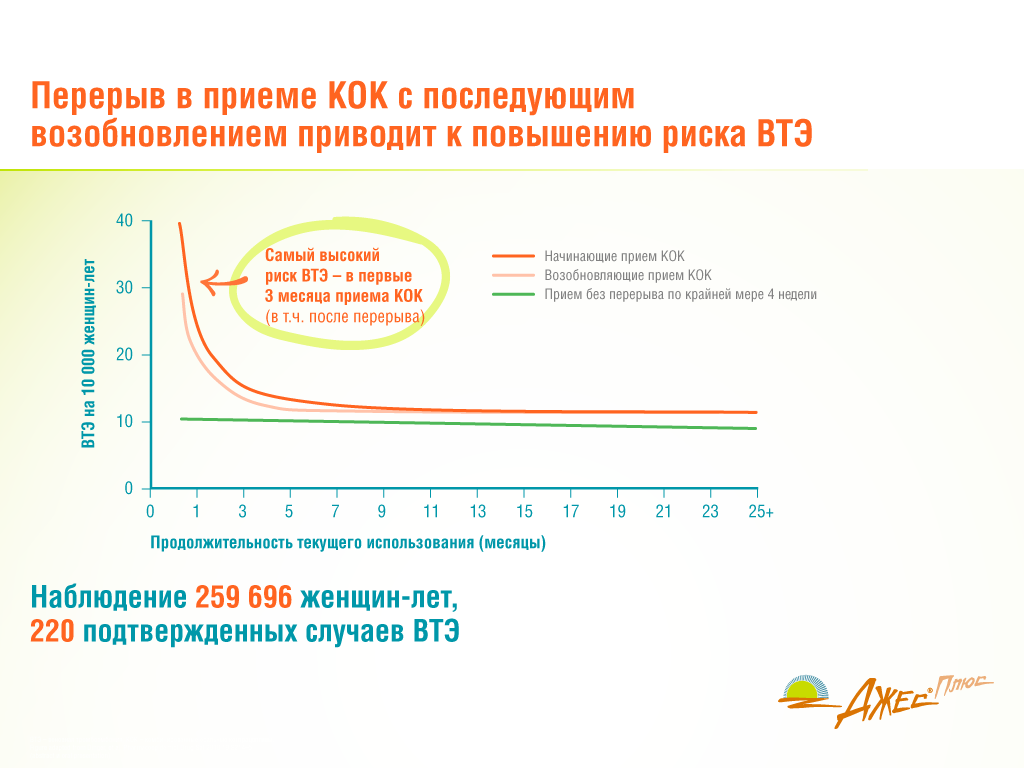 Перерыв в приеме КОК с последующим
возобновлением приводит к повышению риска ВТЭ
ВТЭ на 10 000 женщин-лет
40
30
20
10
0
Самый высокий
риск ВТЭ – в первые
3 месяца приема КОК
(в т.ч. после перерыва)
Начинающие прием КОК
Возобновляющие прием КОК
Прием без перерыва по крайней мере 4 недели
0 1 3 5 7 9 11 13 15 17 19 21 23 25+
Продолжительность текущего использования (месяцы)
Наблюдение 259 696 женщин-лет,
220 подтвержденных случаев ВТЭ
Джес® Плюс